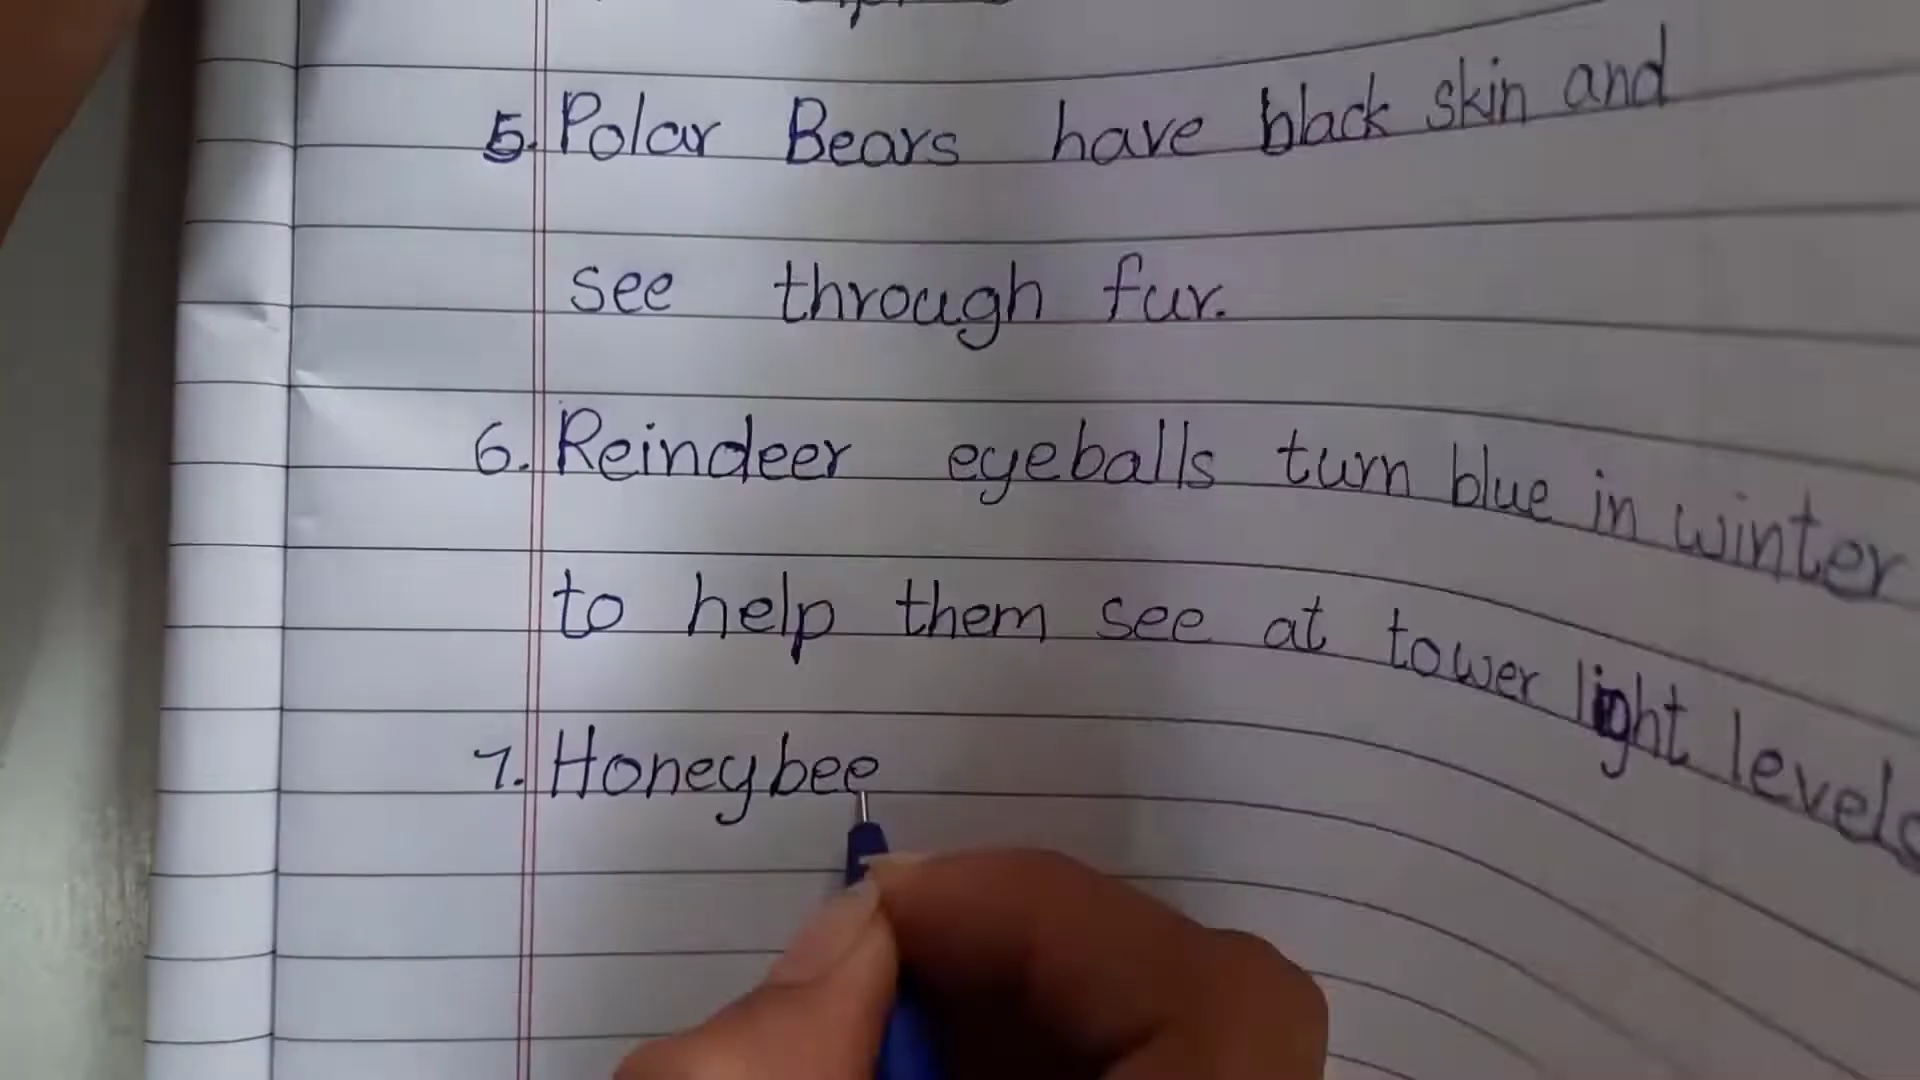 5. Polar Bears have black skin and
see through fur.
6. Reindeer eyeballs turn blue in winter
to help them see at tower light levels
7. Honeybee